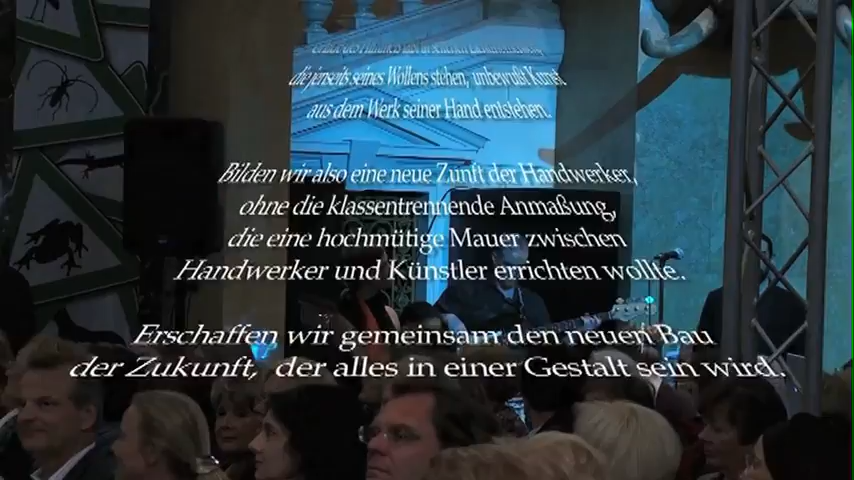 die jenseits seines Wollens stehen, unbewußt Kunst
aus dem Werk seiner Hand entstehen.
Bilden wir also eine neue Zunft der Handwerker,
ohne die klassentrennende Anmaßung,
die eine hochmütige Mauer zwischen
Handwerker und Künstler errichten wollte.
Erschaffen wir gemeinsam den neuen Bau
der Zukunft, der alles in einer Gestalt sein wird.